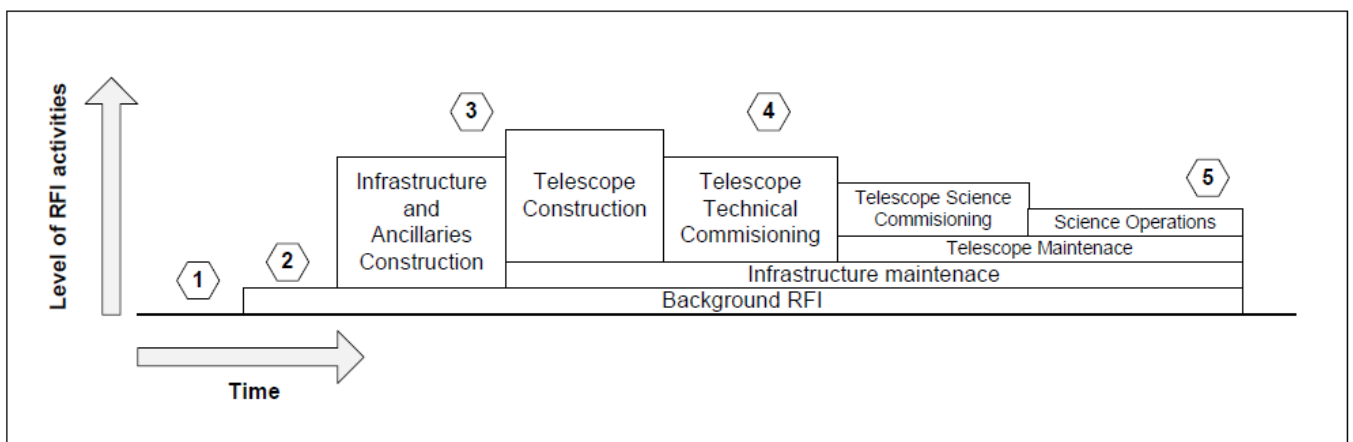 Level of RFI activities
1
2
3
4
5
Infrastructure
and
Ancillaries
Construction
Telescope
Construction
Telescope
Technical
Commisioning
Telescope Science
Commisioning
Science Operations
Telescope Maintenace
Infrastructure maintenace
Background RFI
Time